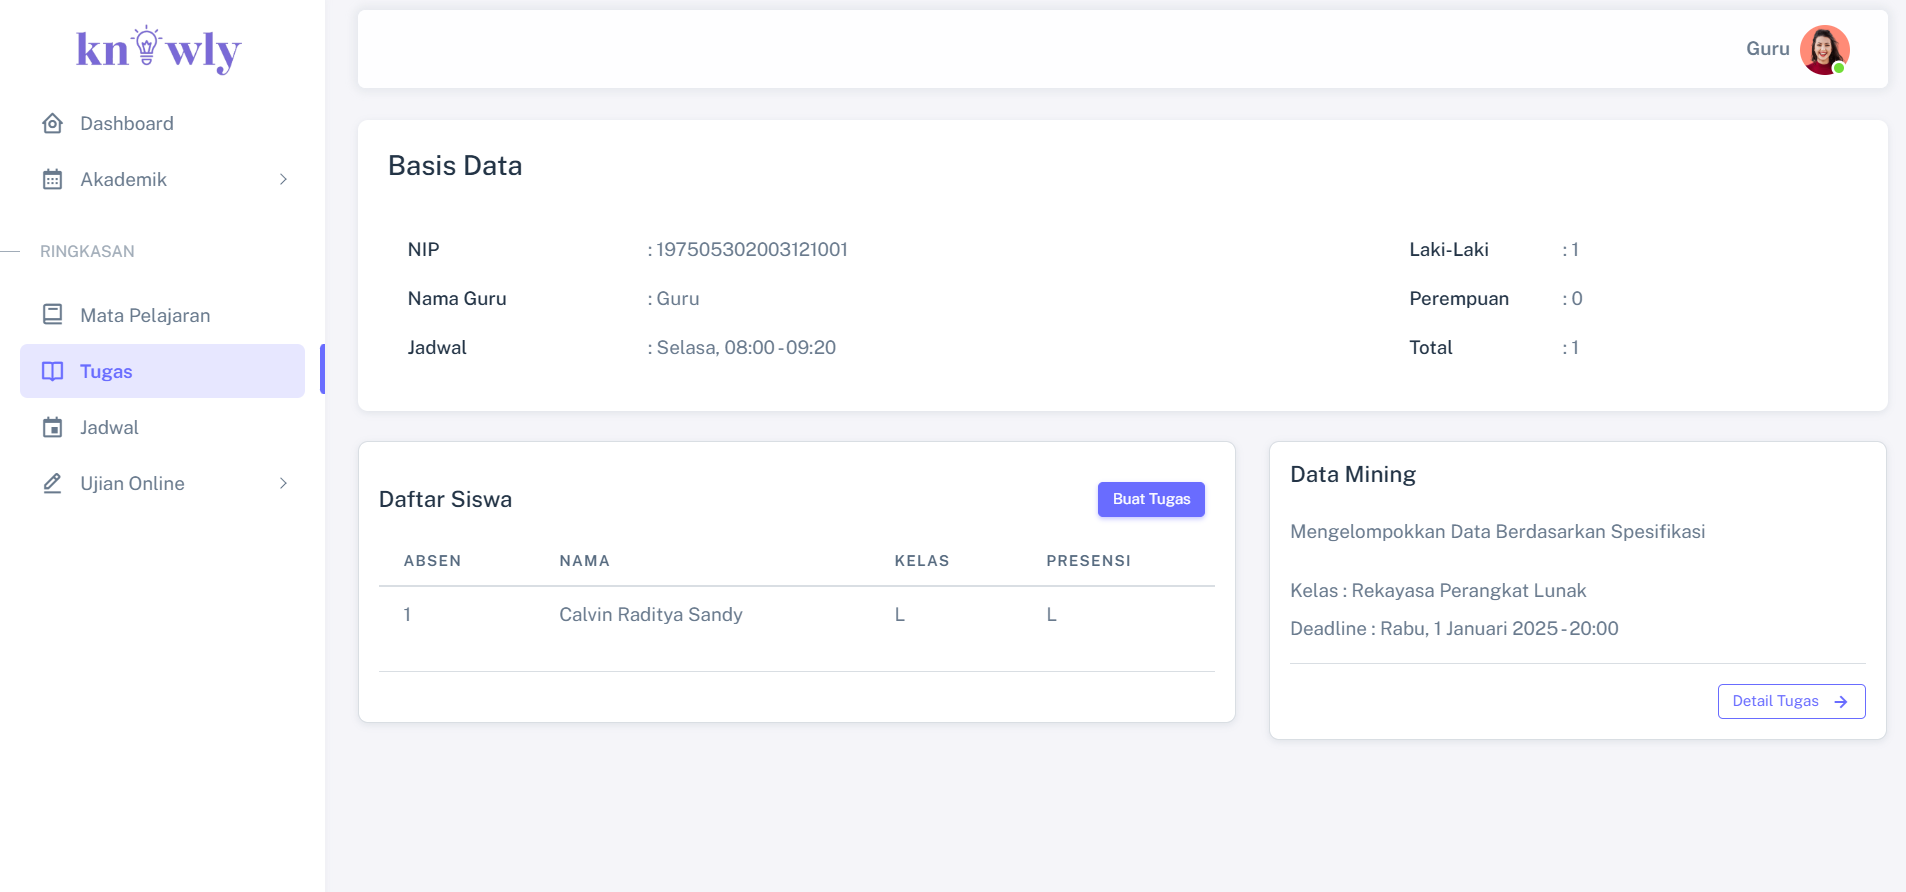 knowly
Dashboard
Akademik
RINGKASAN
Mata Pelajaran
Tugas
Jadwal
Ujian Online
Guru
Basis Data
NIP : 197505302003121001
Nama Guru : Guru
Jadwal : Selasa, 08:00 - 09:20
Laki-Laki : 1
Perempuan : 0
Total : 1
Daftar Siswa
Buat Tugas
ABSEN NAMA KELAS PRESENSI
1 Calvin Raditya Sandy L L
Data Mining
Mengelompokkan Data Berdasarkan Spesifikasi
Kelas : Rekayasa Perangkat Lunak
Deadline : Rabu, 1 Januari 2025 - 20:00
Detail Tugas